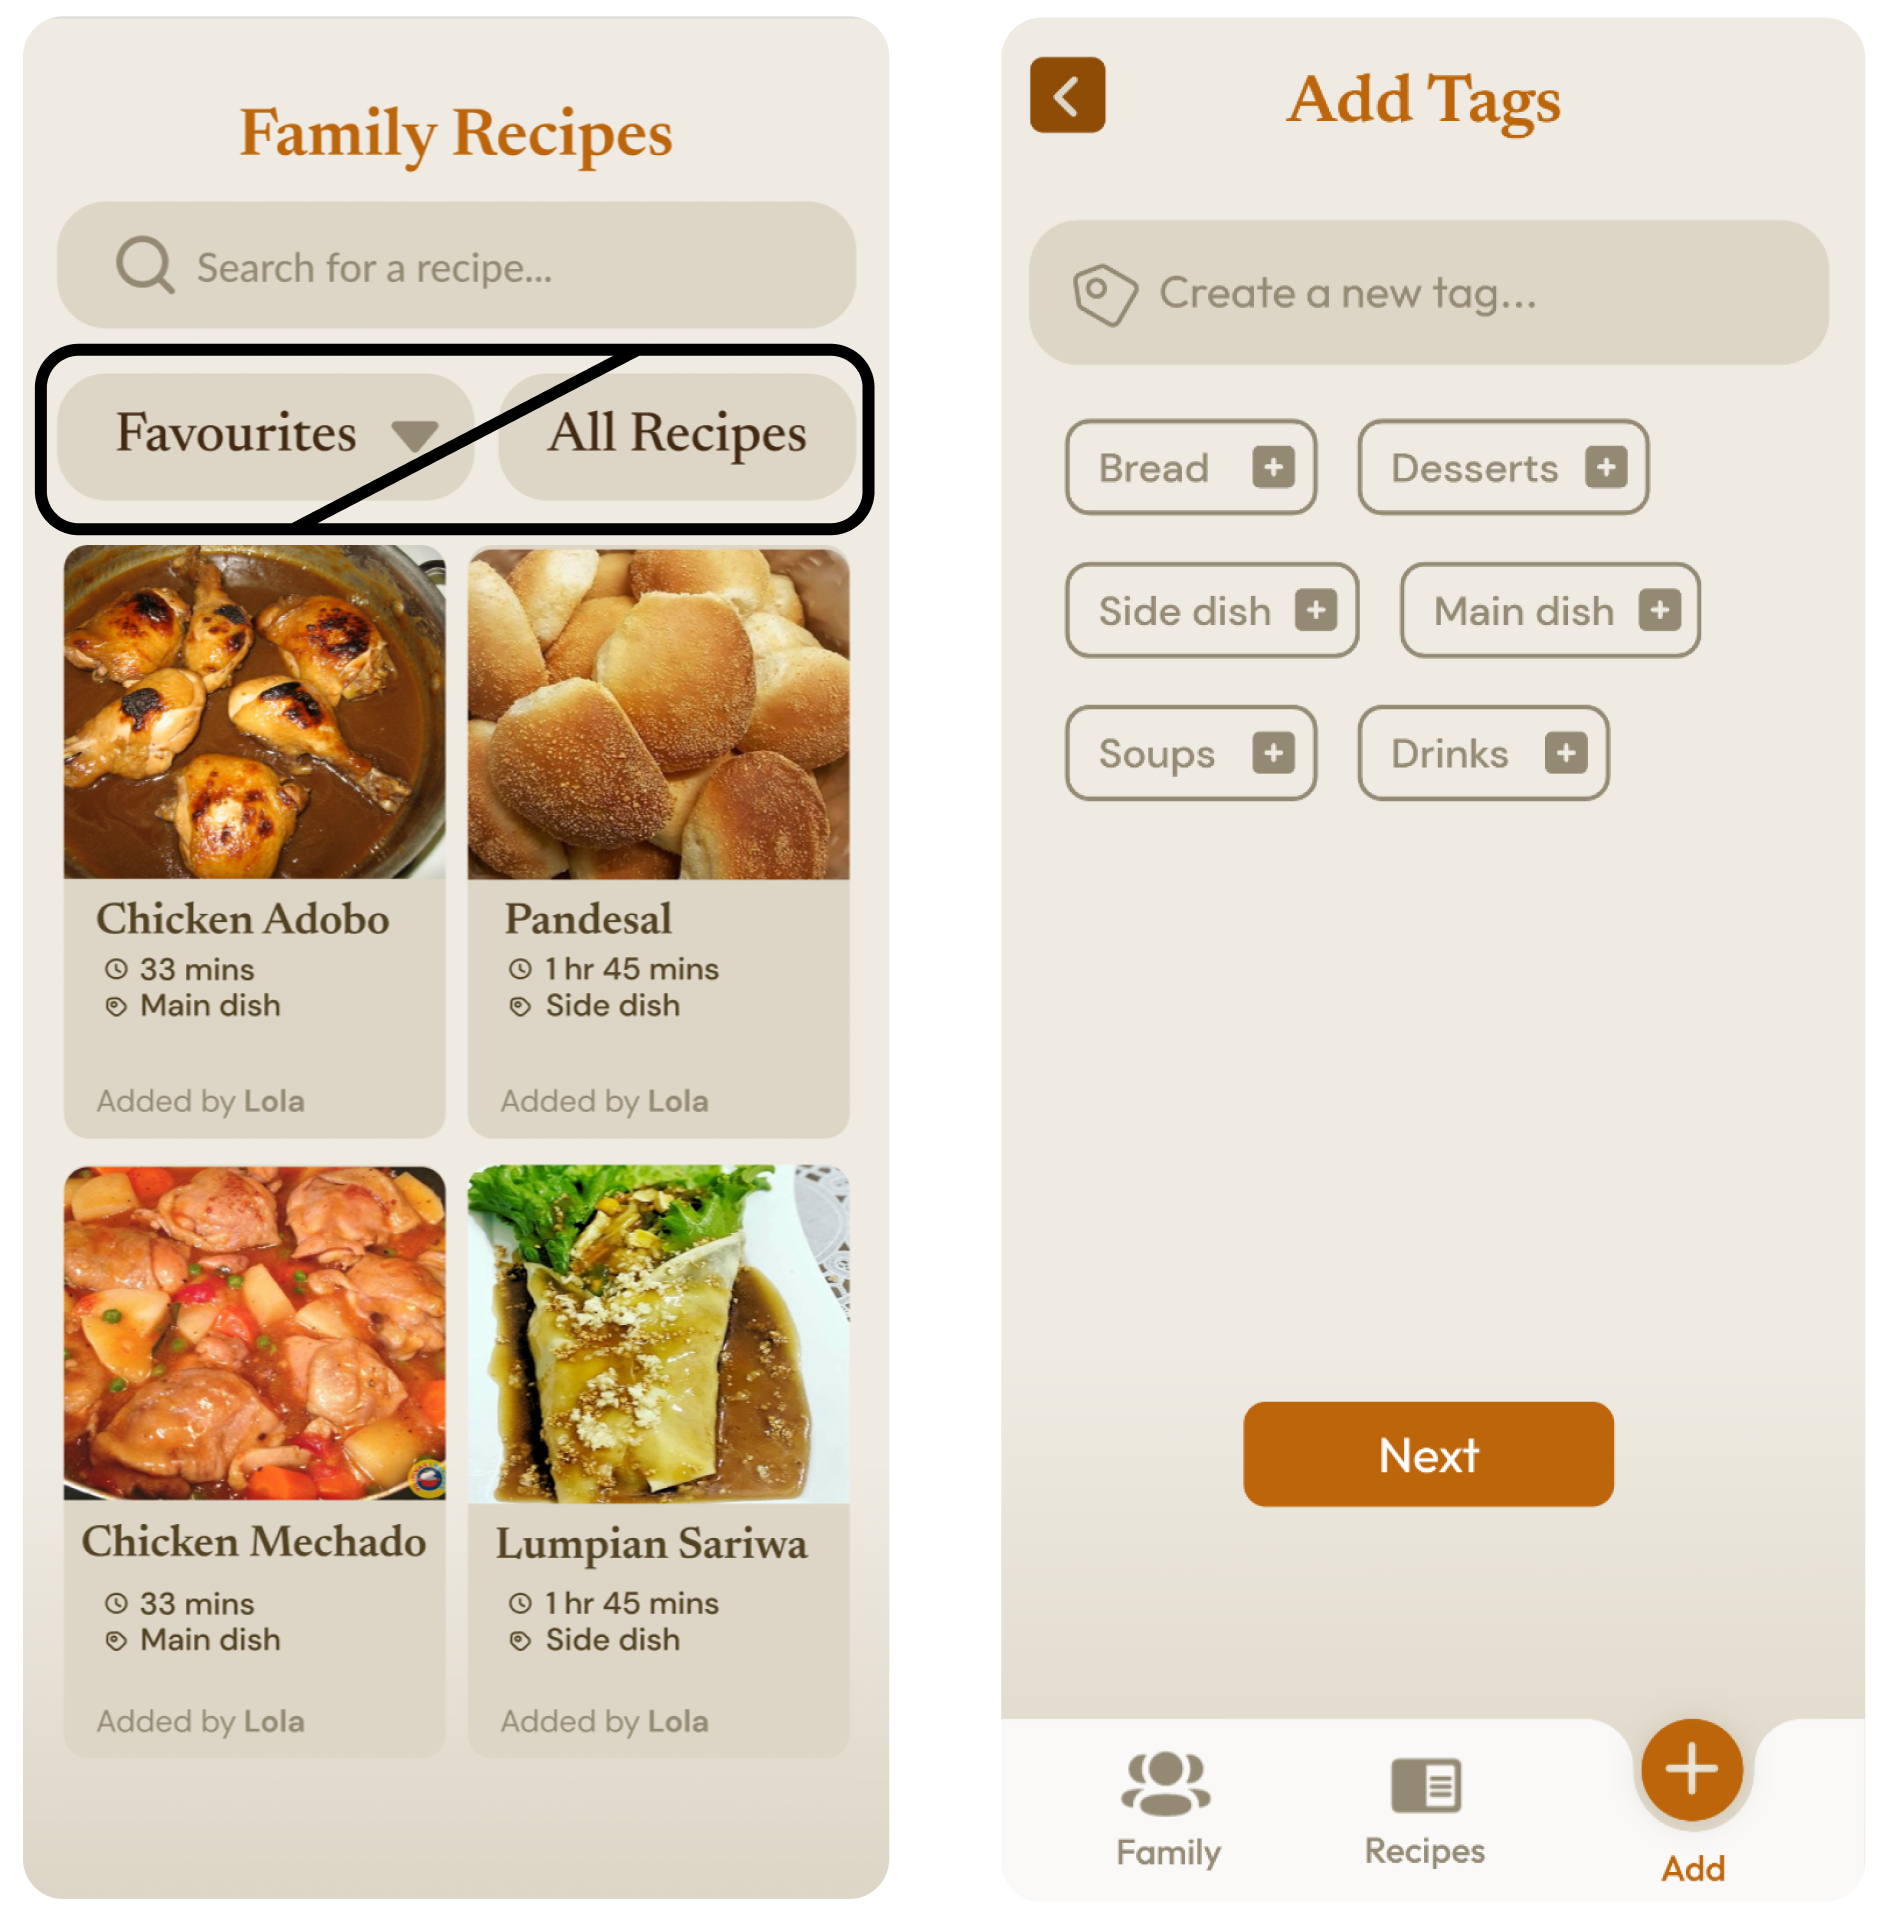 Family Recipes
Search for a recipe...
Favourites
All Recipes
Chicken Adobo
33 mins
Main dish
Added by Lola
Pandesal
1 hr 45 mins
Side dish
Added by Lola
Chicken Mechado
33 mins
Main dish
Added by Lola
Lumpian Sariwa
1 hr 45 mins
Side dish
Added by Lola
Add Tags
Create a new tag...
Bread
Desserts
Side dish
Main dish
Soups
Drinks
Next
Family
Recipes
Add